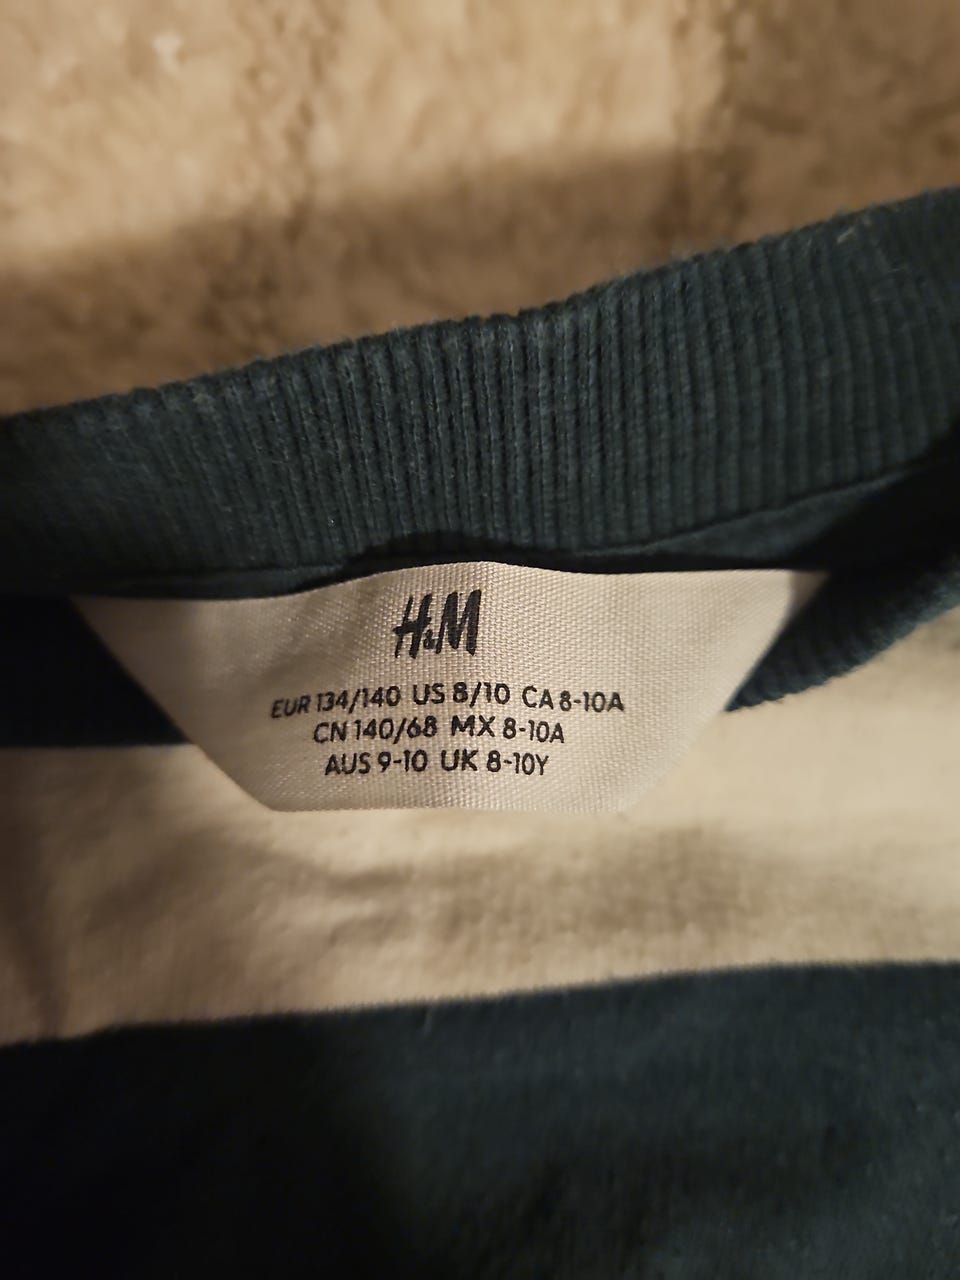 H&M
EUR 134/140 US 8/10 CA 8-10A
CN 140/68 MX 8-10A
AUS 9-10 UK 8-10Y